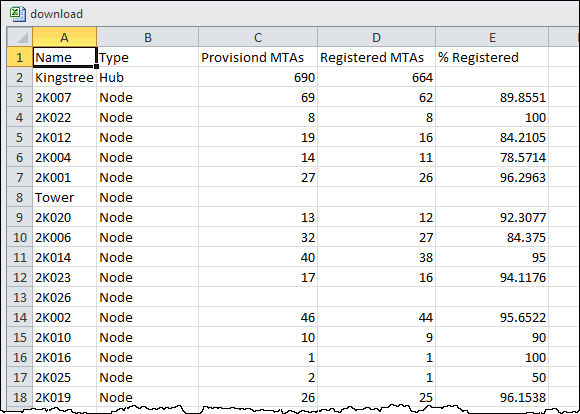 download
A B C D E
1 Name Type Provisiond MTAs Registered MTAs % Registered
2 Kingstree Hub 690 664
3 2K007 Node 69 62 89.8551
4 2K022 Node 8 8 100
5 2K012 Node 19 16 84.2105
6 2K004 Node 14 11 78.5714
7 2K001 Node 27 26 96.2963
8 Tower Node
9 2K020 Node 13 12 92.3077
10 2K006 Node 32 27 84.375
11 2K014 Node 40 38 95
12 2K023 Node 17 16 94.1176
13 2K026 Node
14 2K002 Node 46 44 95.6522
15 2K010 Node 10 9 90
16 2K016 Node 1 1 100
17 2K025 Node 2 1 50
18 2K019 Node 26 25 96.1538